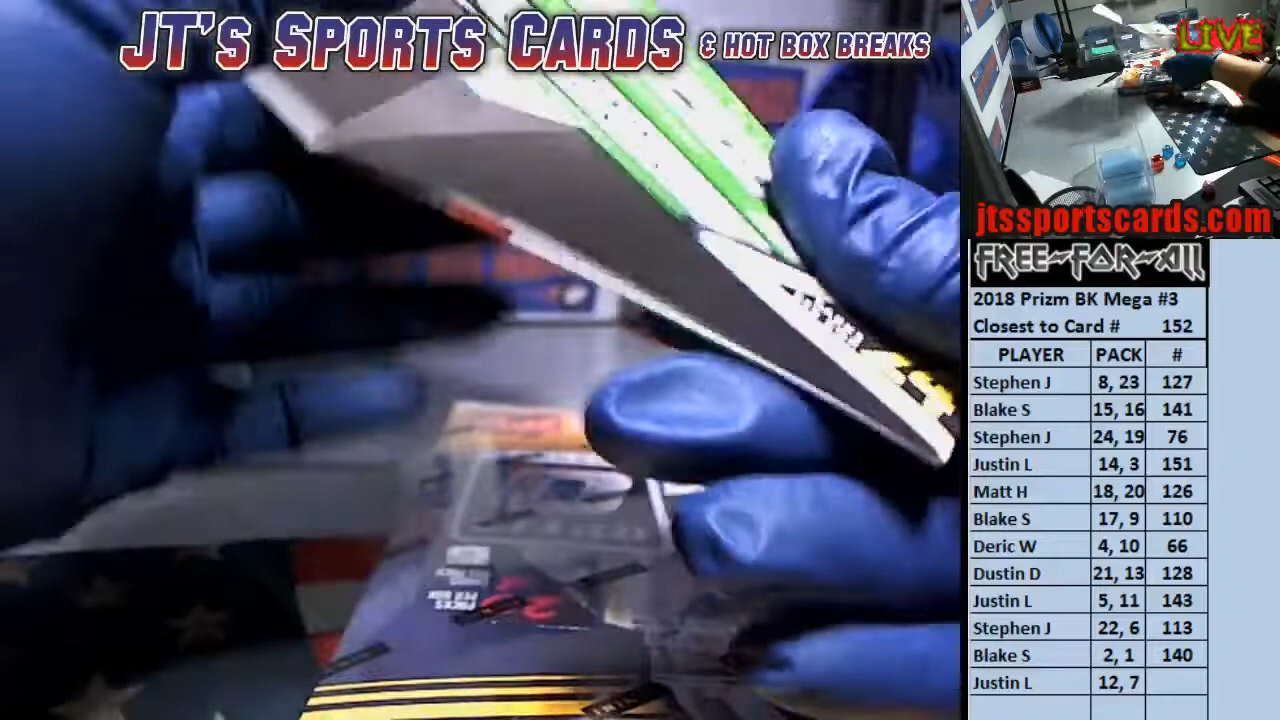 JT's Sports Cards & Hot Box Breaks
LIVE
jtssportscards.com
FREE-FOR-ALL
2018 Prizm BK Mega #3
Closest to Card # 152
PLAYER PACK #
Stephen J 8, 23 127
Blake S 15, 16 141
Stephen J 24, 19 76
Justin L 14, 3 151
Matt H 18, 20 126
Blake S 17, 9 110
Deric W 4, 10 66
Dustin D 21, 13 128
Justin L 5, 11 143
Stephen J 22, 6 113
Blake S 2, 1 140
Justin L 12, 7
PACKS
PER BOX